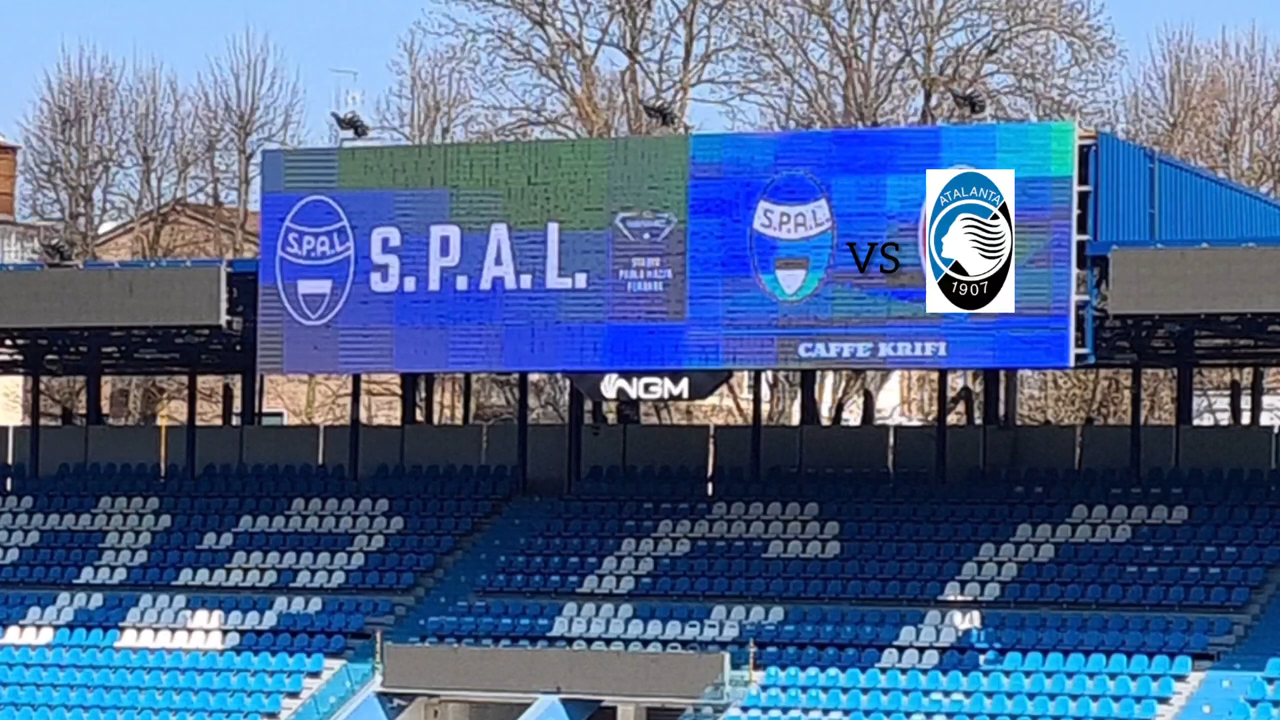 S.P.A.L.
S.P.A.L.
STADIO
PAOLO MAZZA
FERRARA
S.P.A.L.
VS
ATALANTA
1907
CAFFE KRIFI
NGM